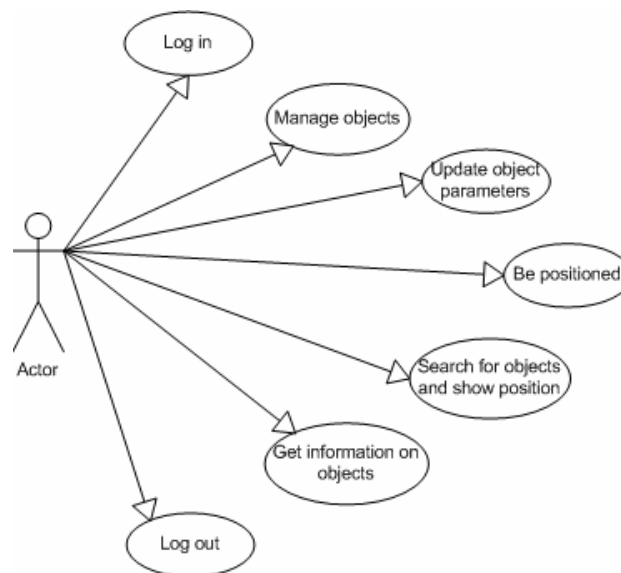 Log in
Manage objects
Update object
parameters
Be positioned
Actor
Search for objects
and show position
Get information on
objects
Log out